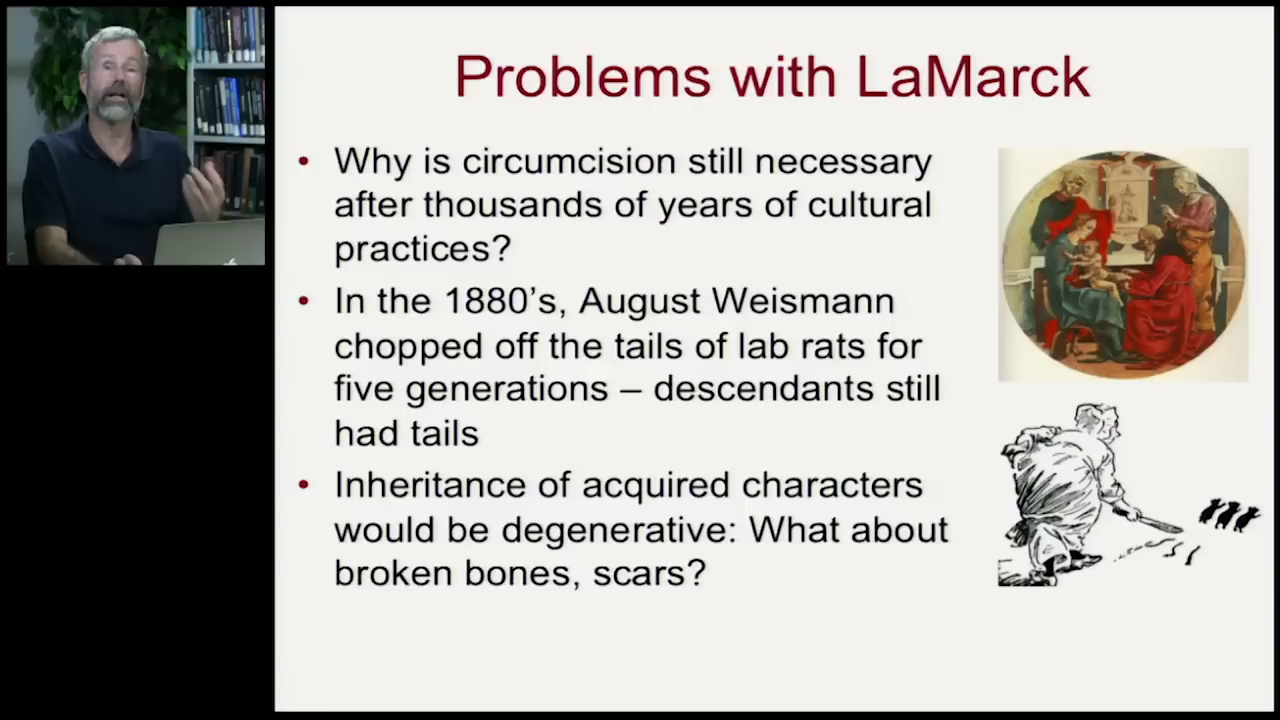 Problems with LaMarck
• Why is circumcision still necessary
after thousands of years of cultural
practices?
• In the 1880’s, August Weismann
chopped off the tails of lab rats for
five generations – descendants still
had tails
• Inheritance of acquired characters
would be degenerative: What about
broken bones, scars?